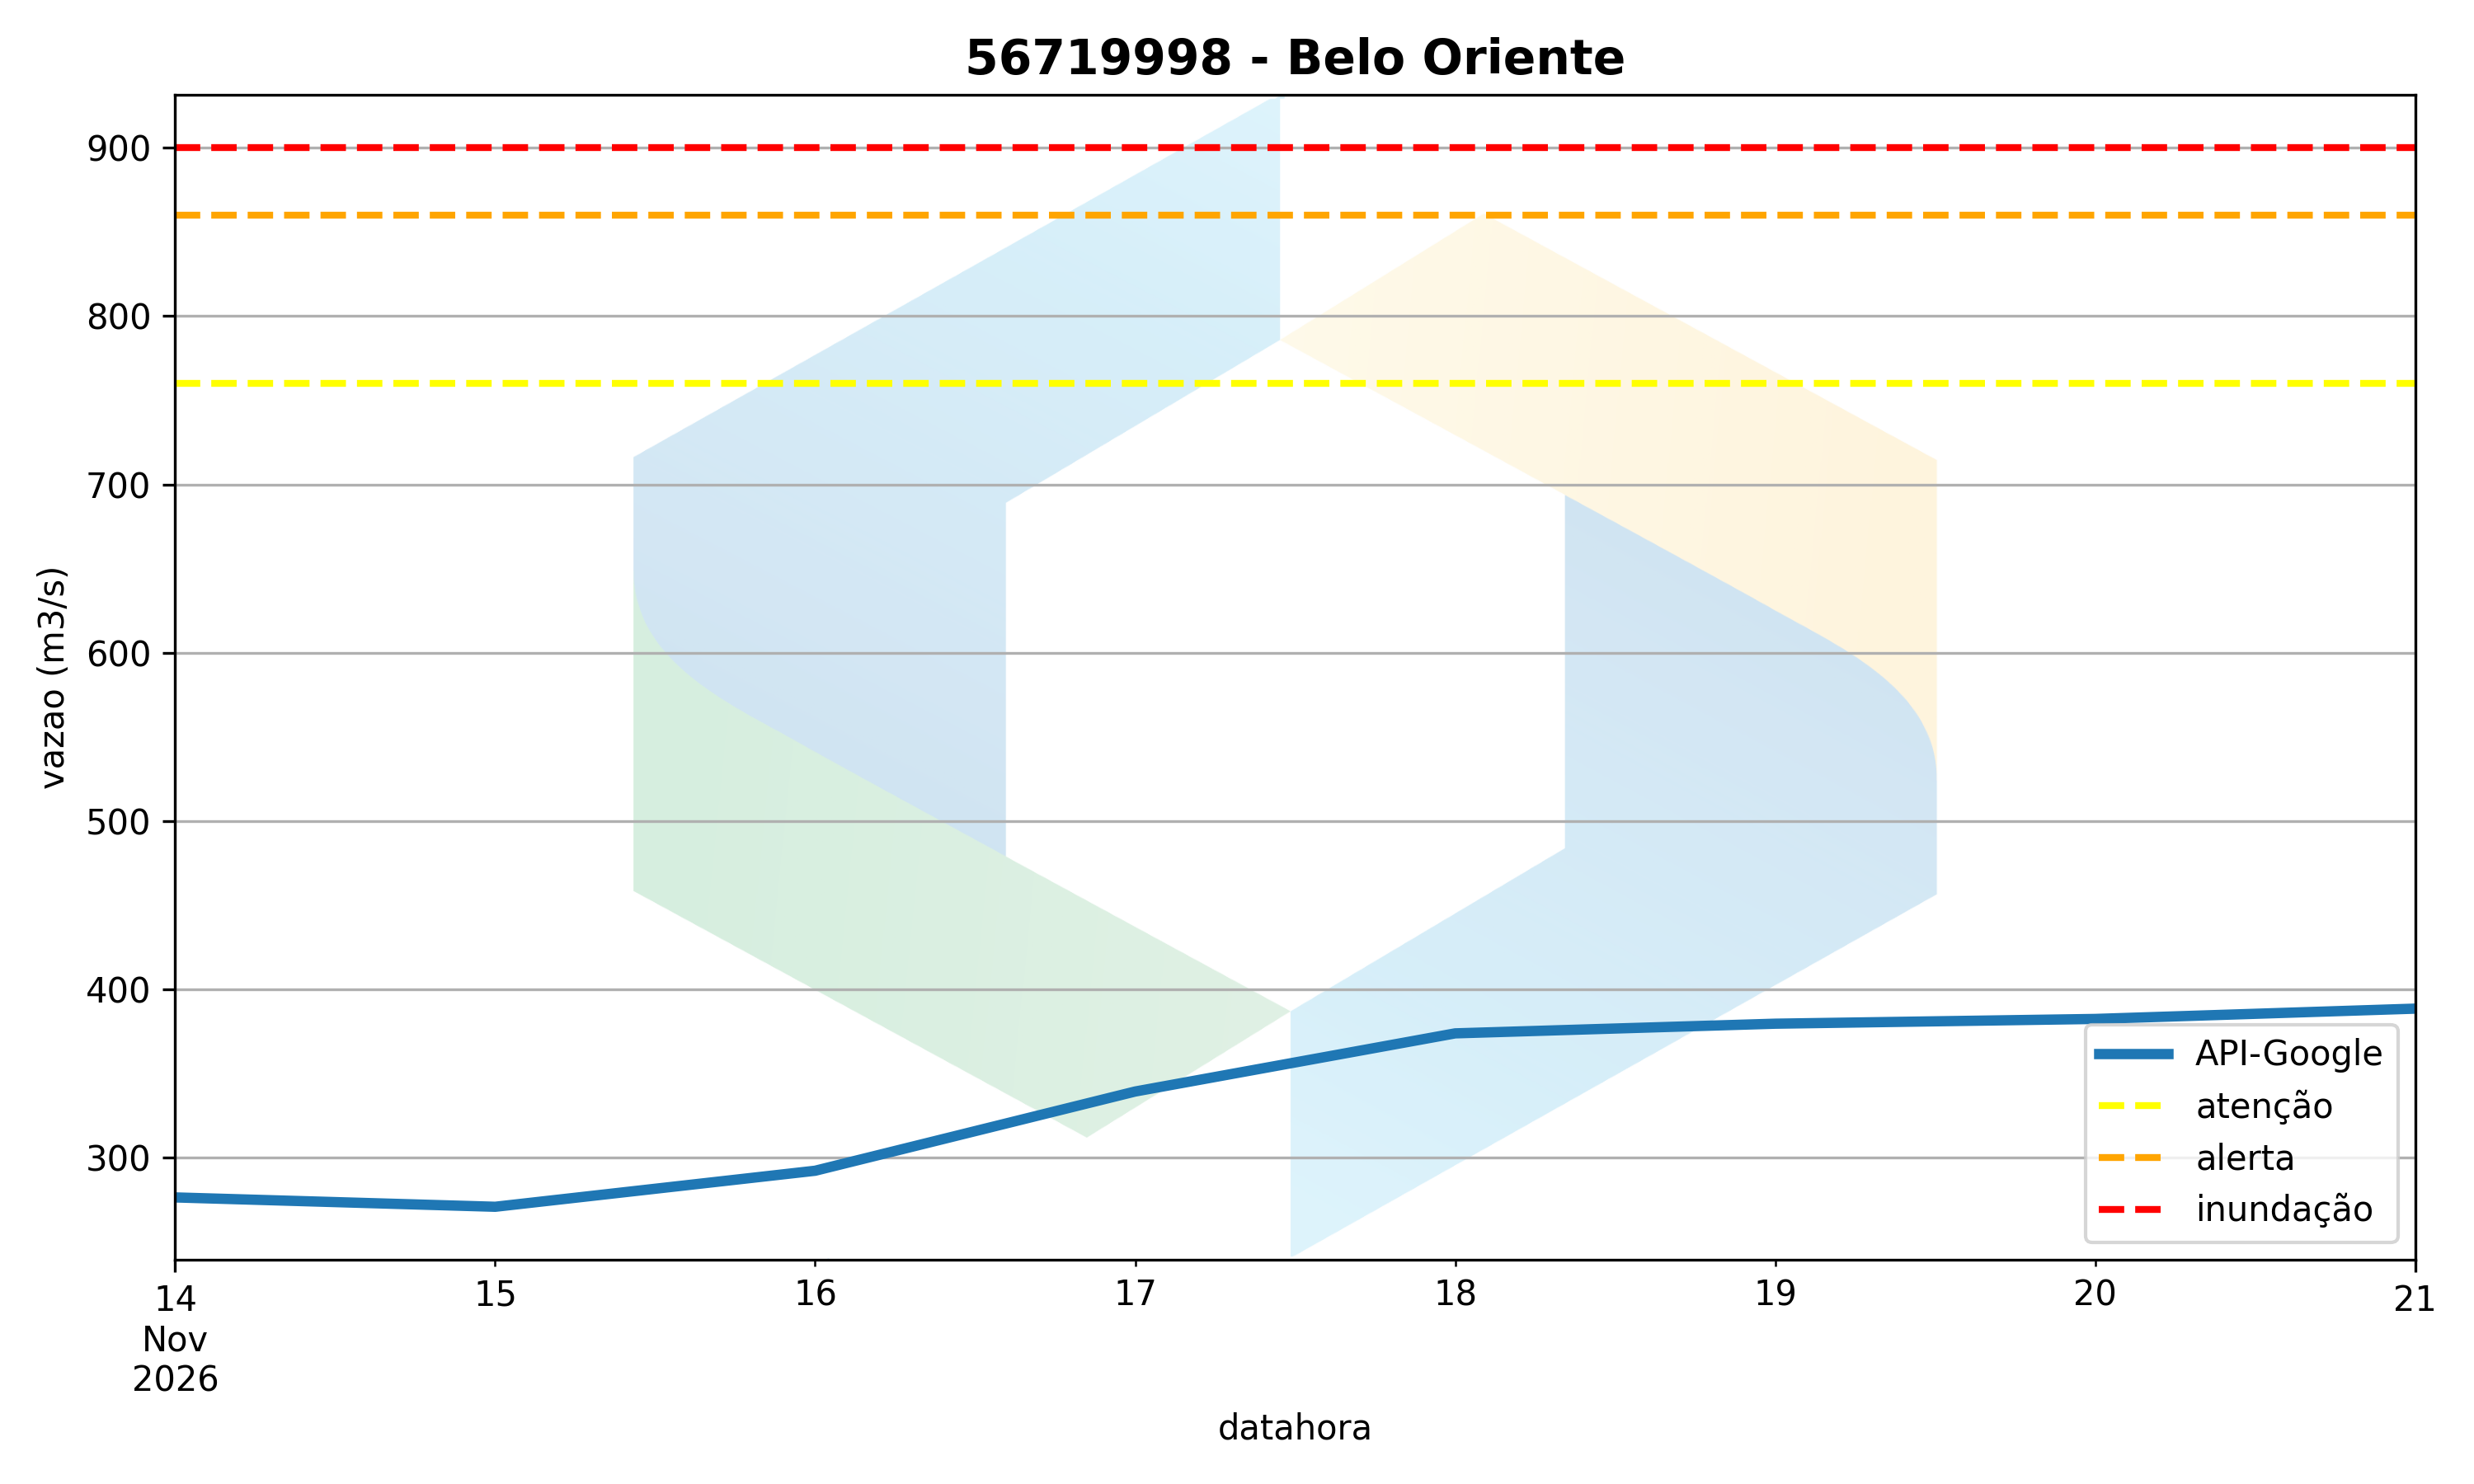 56719998 - Belo Oriente
900
800
700
600
500
400
300
vazao (m3/s)
14 15 16 17 18 19 20 21
Nov
2026
datahora
API-Google
atenção
alerta
inundação